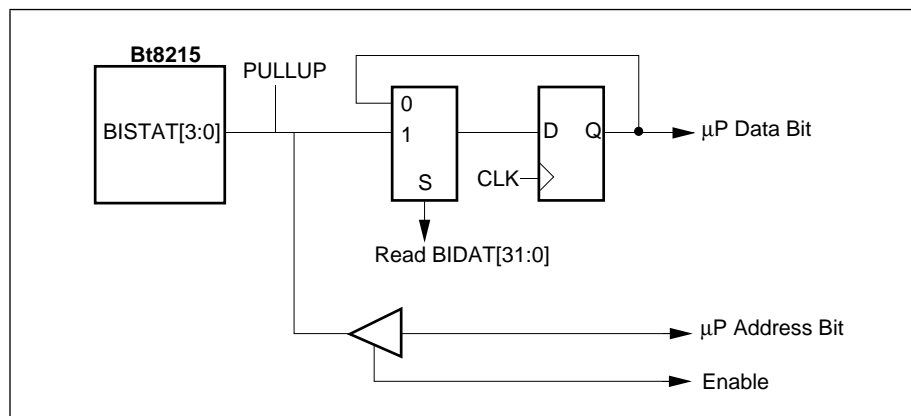 Bt8215
PULLUP
BISTAT[3:0]
0
1
S
D Q
CLK
μP Data Bit
Read BIDAT[31:0]
μP Address Bit
Enable